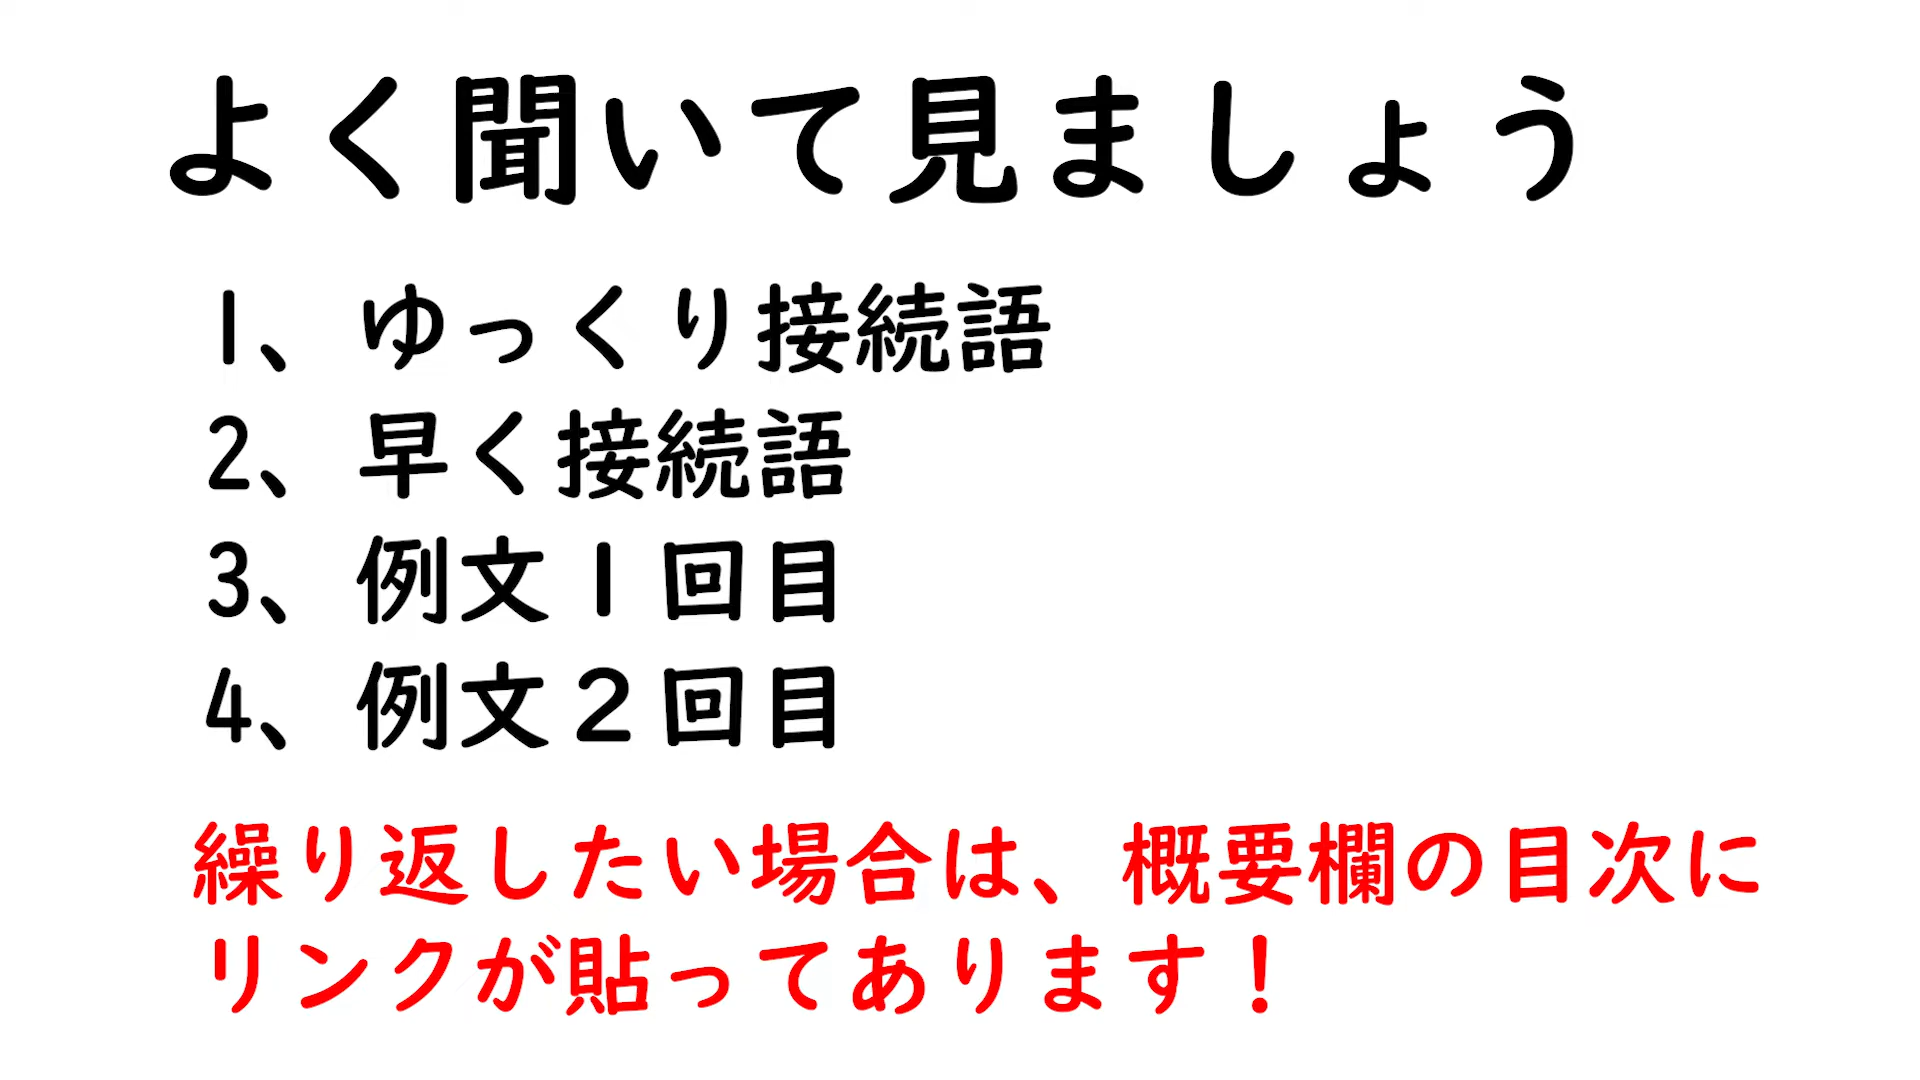 よく聞いて見ましょう
1、ゆっくり接続語
2、早く接続語
3、例文１回目
4、例文２回目
繰り返したい場合は、概要欄の目次に
リンクが貼ってあります！